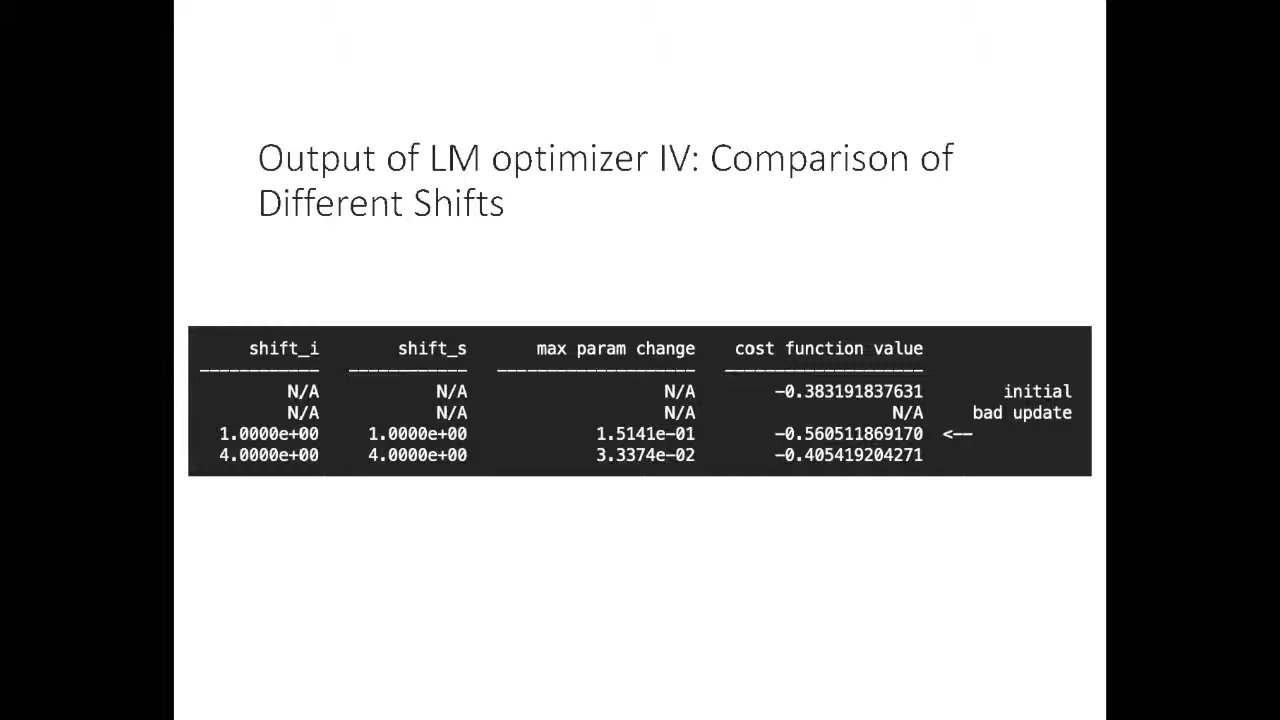 Output of LM optimizer IV: Comparison of
Different Shifts
shift_i shift_s max param change cost function value
------------ ------------ -------------------- --------------------
N/A N/A N/A -0.383191837631 initial
N/A N/A N/A N/A bad update
1.0000e+00 1.0000e+00 1.5141e-01 -0.560511869170 <--
4.0000e+00 4.0000e+00 3.3374e-02 -0.405419204271